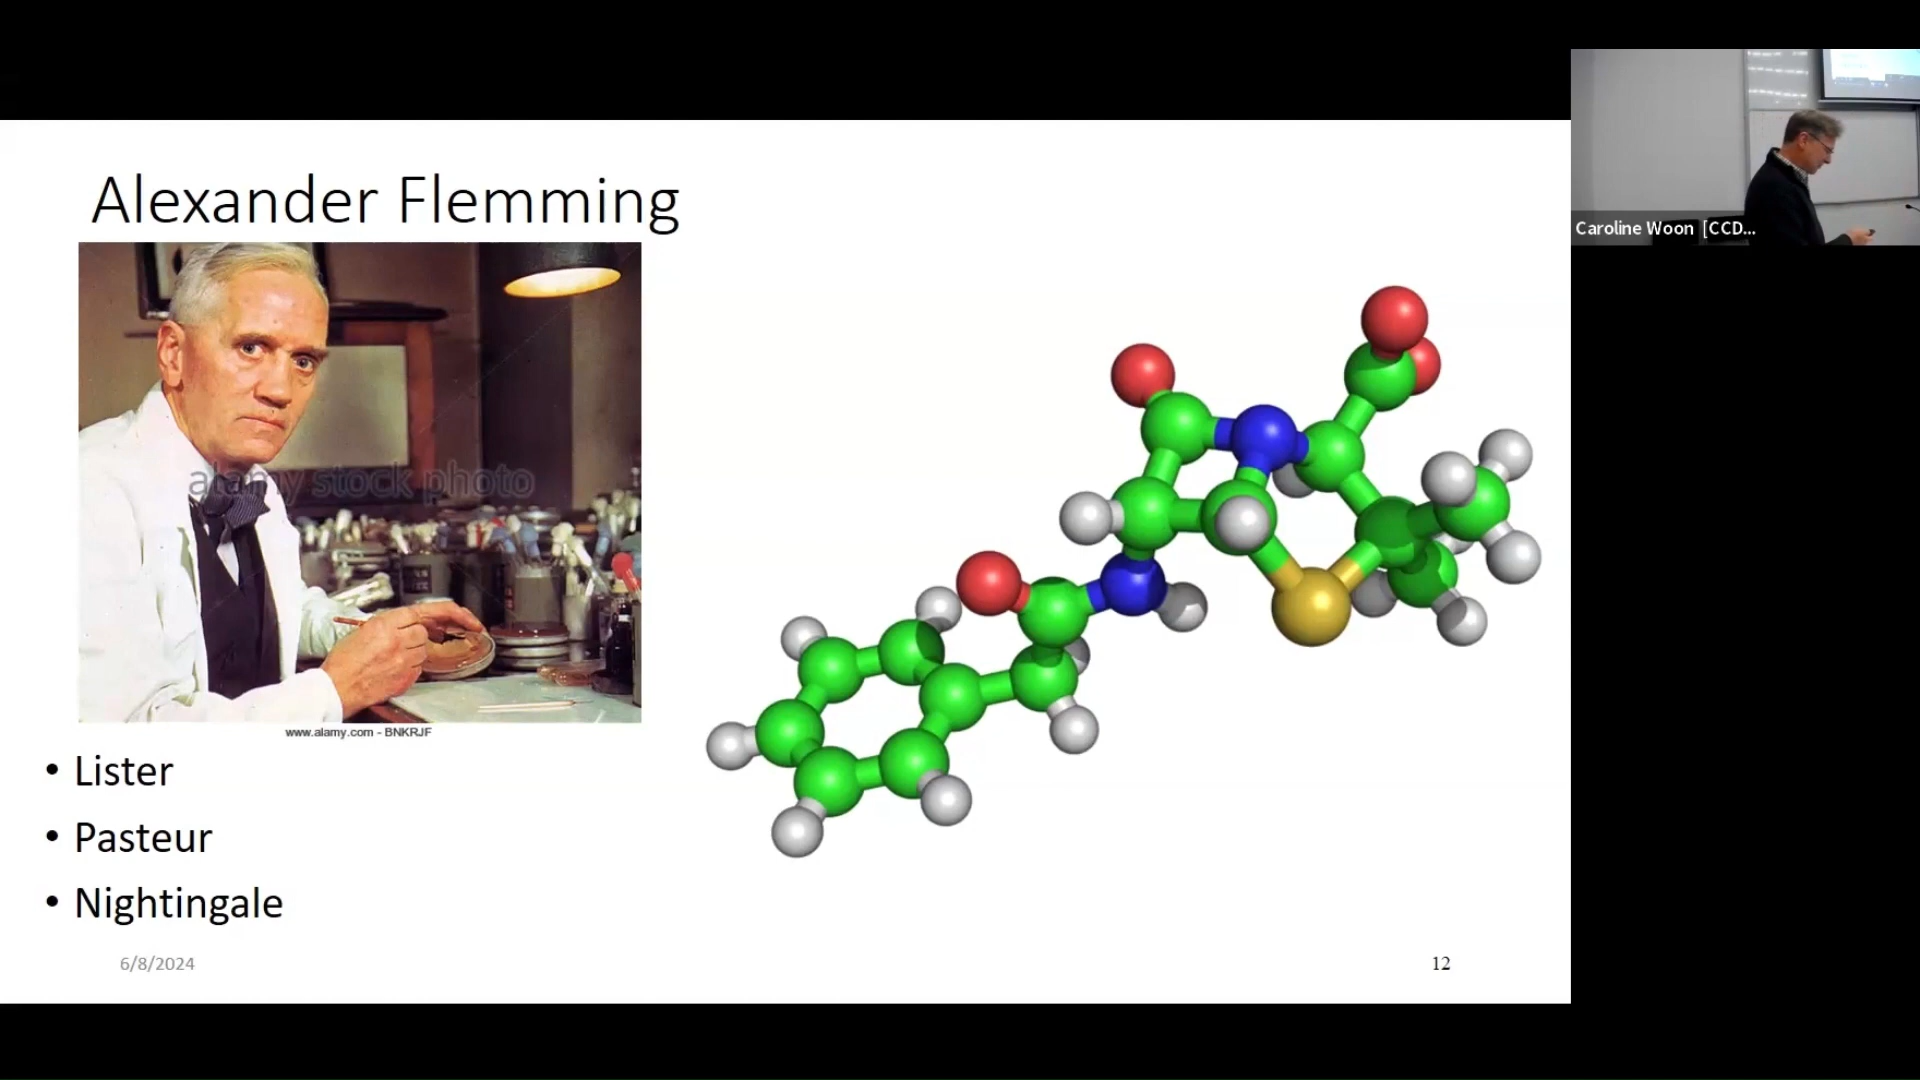 Alexander Flemming
alamy stock photo
www.alamy.com - BNKRJF
• Lister
• Pasteur
• Nightingale
6/8/2024
12
Caroline Woon [CCD...